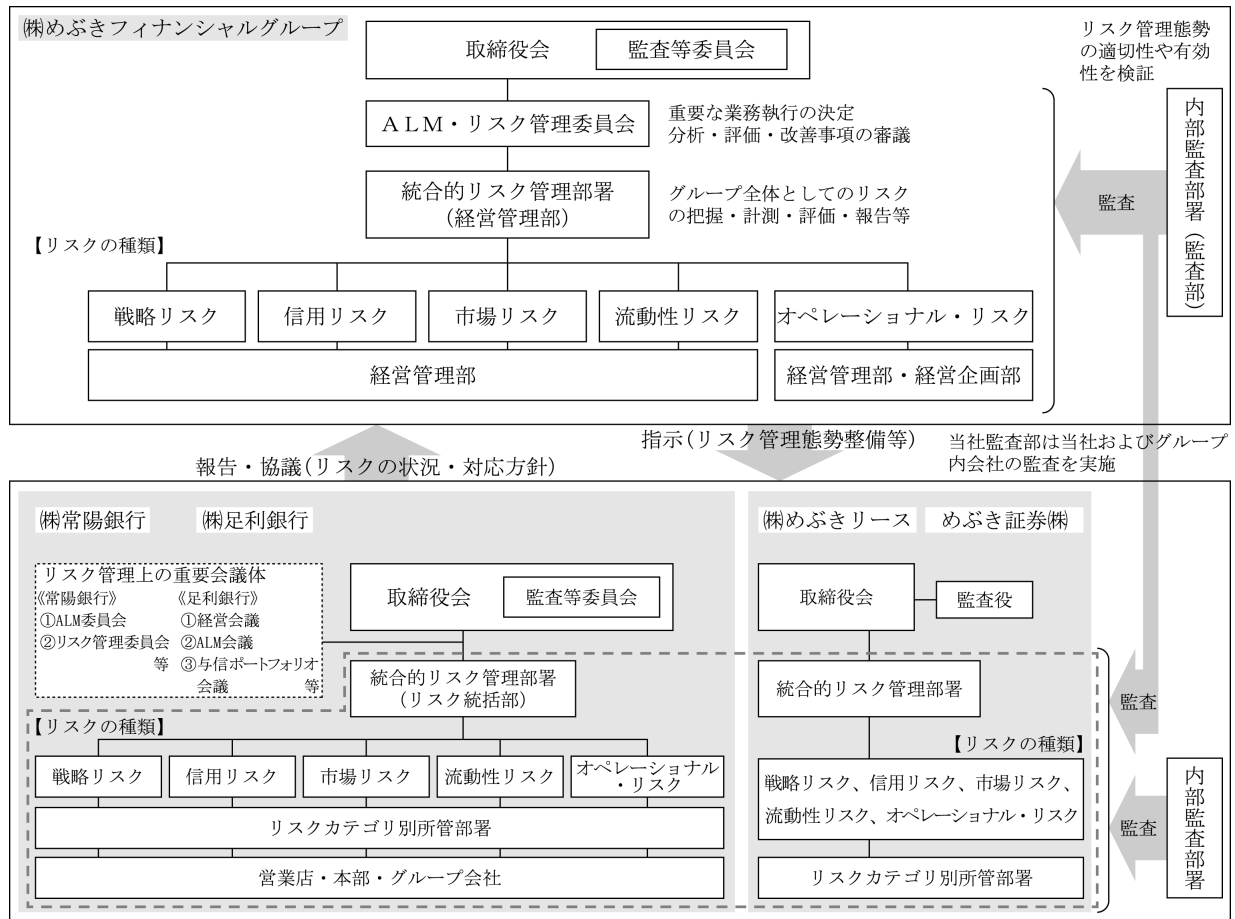 ㈱めぶきフィナンシャルグループ
取締役会
監査等委員会
リスク管理態勢
の適切性や有効
性を検証
ALM・リスク管理委員会
重要な業務執行の決定
分析・評価・改善事項の審議
統合的リスク管理部署
(経営管理部)
グループ全体としてのリスク
の把握・計測・評価・報告等
監査
内部監査部署(監査部)
【リスクの種類】
戦略リスク
信用リスク
市場リスク
流動性リスク
オペレーショナル・リスク
経営管理部
経営管理部・経営企画部
報告・協議(リスクの状況・対応方針)
指示(リスク管理態勢整備等)
当社監査部は当社およびグループ
内会社の監査を実施
㈱常陽銀行
㈱足利銀行
リスク管理上の重要会議体
《常陽銀行》
①ALM委員会
②リスク管理委員会
等
《足利銀行》
①経営会議
②ALM会議
③与信ポートフォリオ
会議 等
取締役会
監査等委員会
統合的リスク管理部署
(リスク統括部)
【リスクの種類】
戦略リスク
信用リスク
市場リスク
流動性リスク
オペレーショナル
・リスク
リスクカテゴリ別所管部署
営業店・本部・グループ会社
㈱めぶきリース
めぶき証券㈱
取締役会
監査役
統合的リスク管理部署
【リスクの種類】
戦略リスク、信用リスク、市場リスク、
流動性リスク、オペレーショナル・リスク
リスクカテゴリ別所管部署
監査
監査
内部監査部署